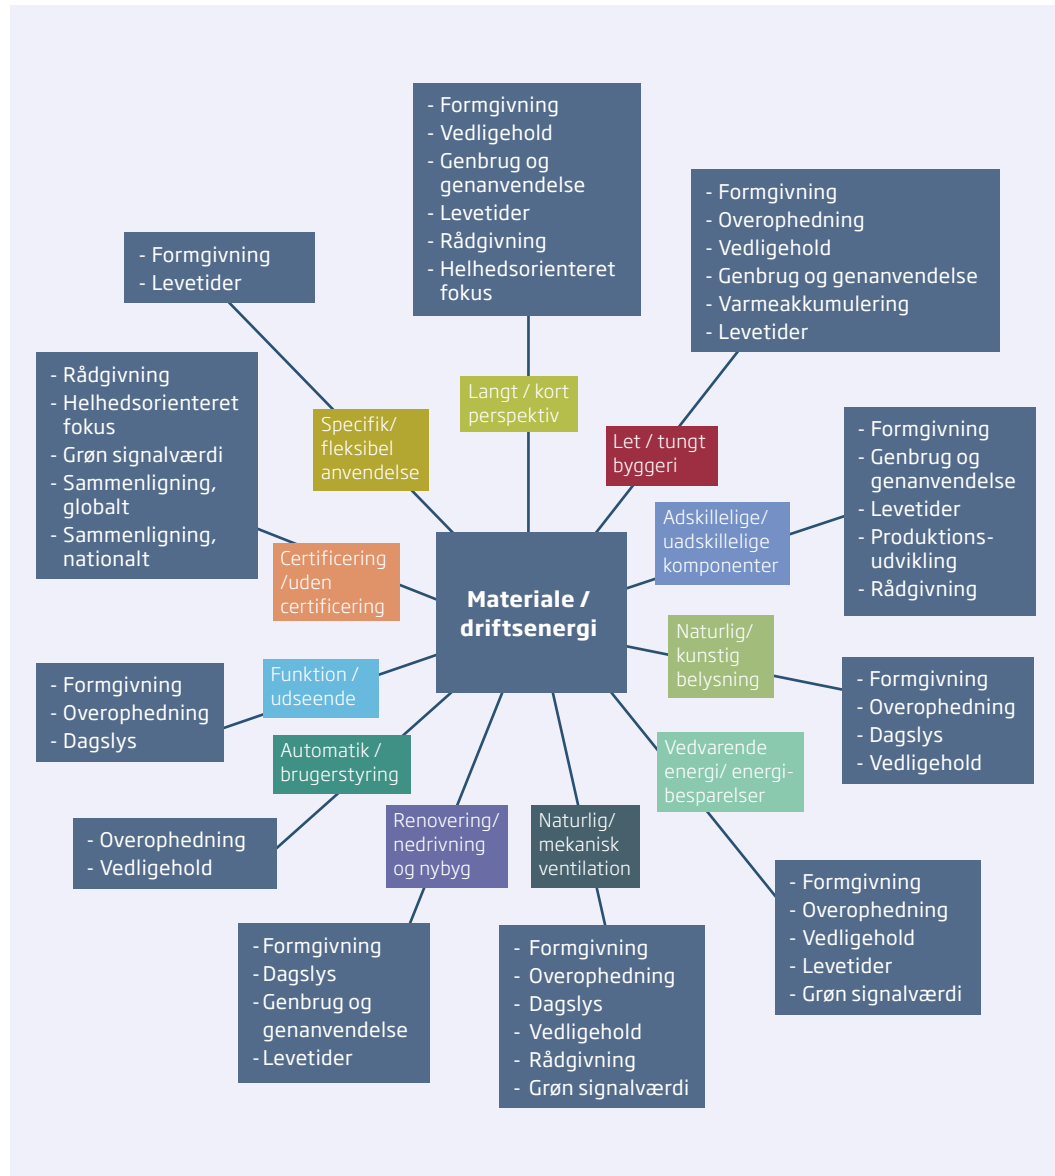 - Formgivning
- Vedligehold
- Genbrug og
genanvendelse
- Levetider
- Rådgivning
- Helhedsorienteret
fokus
- Formgivning
- Overophedning
- Vedligehold
- Genbrug og genanvendelse
- Varmeakkumulering
- Levetider
- Formgivning
- Levetider
- Rådgivning
- Helhedsorienteret
fokus
- Grøn signalværdi
- Sammenligning,
globalt
- Sammenligning,
nationalt
Specifik/
fleksibel
anvendelse
Langt / kort
perspektiv
Let / tungt
byggeri
- Formgivning
- Genbrug og
genanvendelse
- Levetider
- Produktions-
udvikling
- Rådgivning
Adskillelige/
uadskillelige
komponenter
Certificering
/uden
certificering
Materiale /
driftsenergi
Naturlig/
kunstig
belysning
- Formgivning
- Overophedning
- Dagslys
Funktion /
udseende
- Formgivning
- Overophedning
- Dagslys
- Vedligehold
Automatik /
brugerstyring
Vedvarende
energi/ energi-
besparelser
- Overophedning
- Vedligehold
Renovering/
nedrivning
og nybyg
Naturlig/
mekanisk
ventilation
- Formgivning
- Overophedning
- Vedligehold
- Levetider
- Grøn signalværdi
- Formgivning
- Dagslys
- Genbrug og
genanvendelse
- Levetider
- Formgivning
- Overophedning
- Dagslys
- Vedligehold
- Rådgivning
- Grøn signalværdi